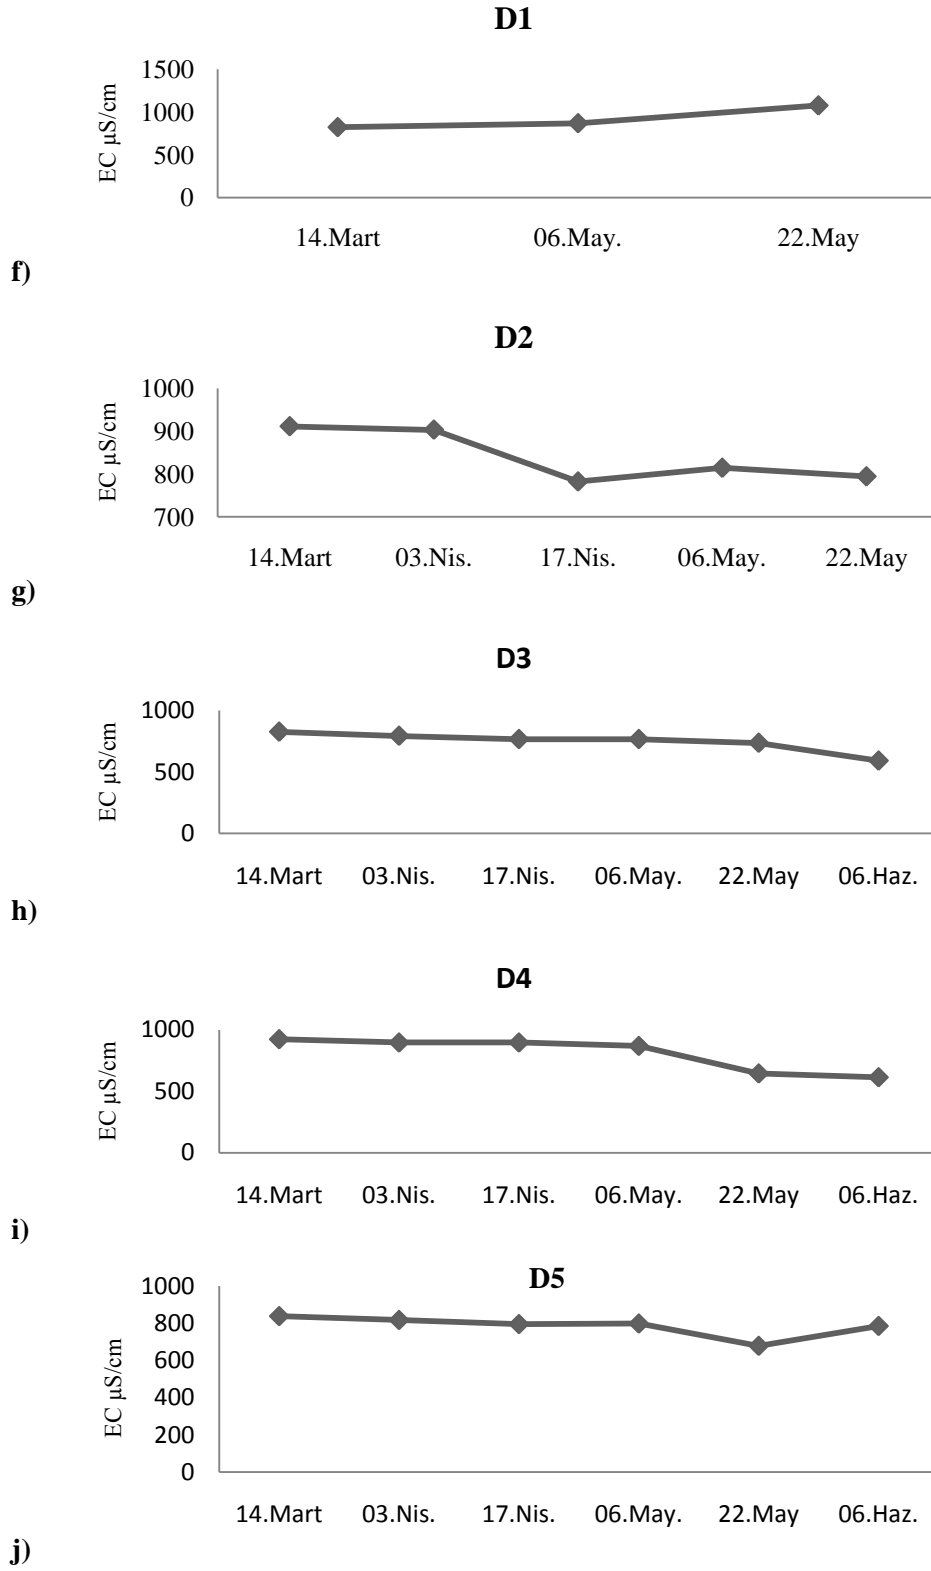 D1
EC µS/cm
1500
1000
500
0
14.Mart 06.May. 22.May
f)
D2
EC µS/cm
1000
900
800
700
14.Mart 03.Nis. 17.Nis. 06.May. 22.May
g)
D3
EC µS/cm
1000
500
0
14.Mart 03.Nis. 17.Nis. 06.May. 22.May 06.Haz.
h)
D4
EC µS/cm
1000
500
0
14.Mart 03.Nis. 17.Nis. 06.May. 22.May 06.Haz.
i)
D5
EC µS/cm
1000
800
600
400
200
0
14.Mart 03.Nis. 17.Nis. 06.May. 22.May 06.Haz.
j)